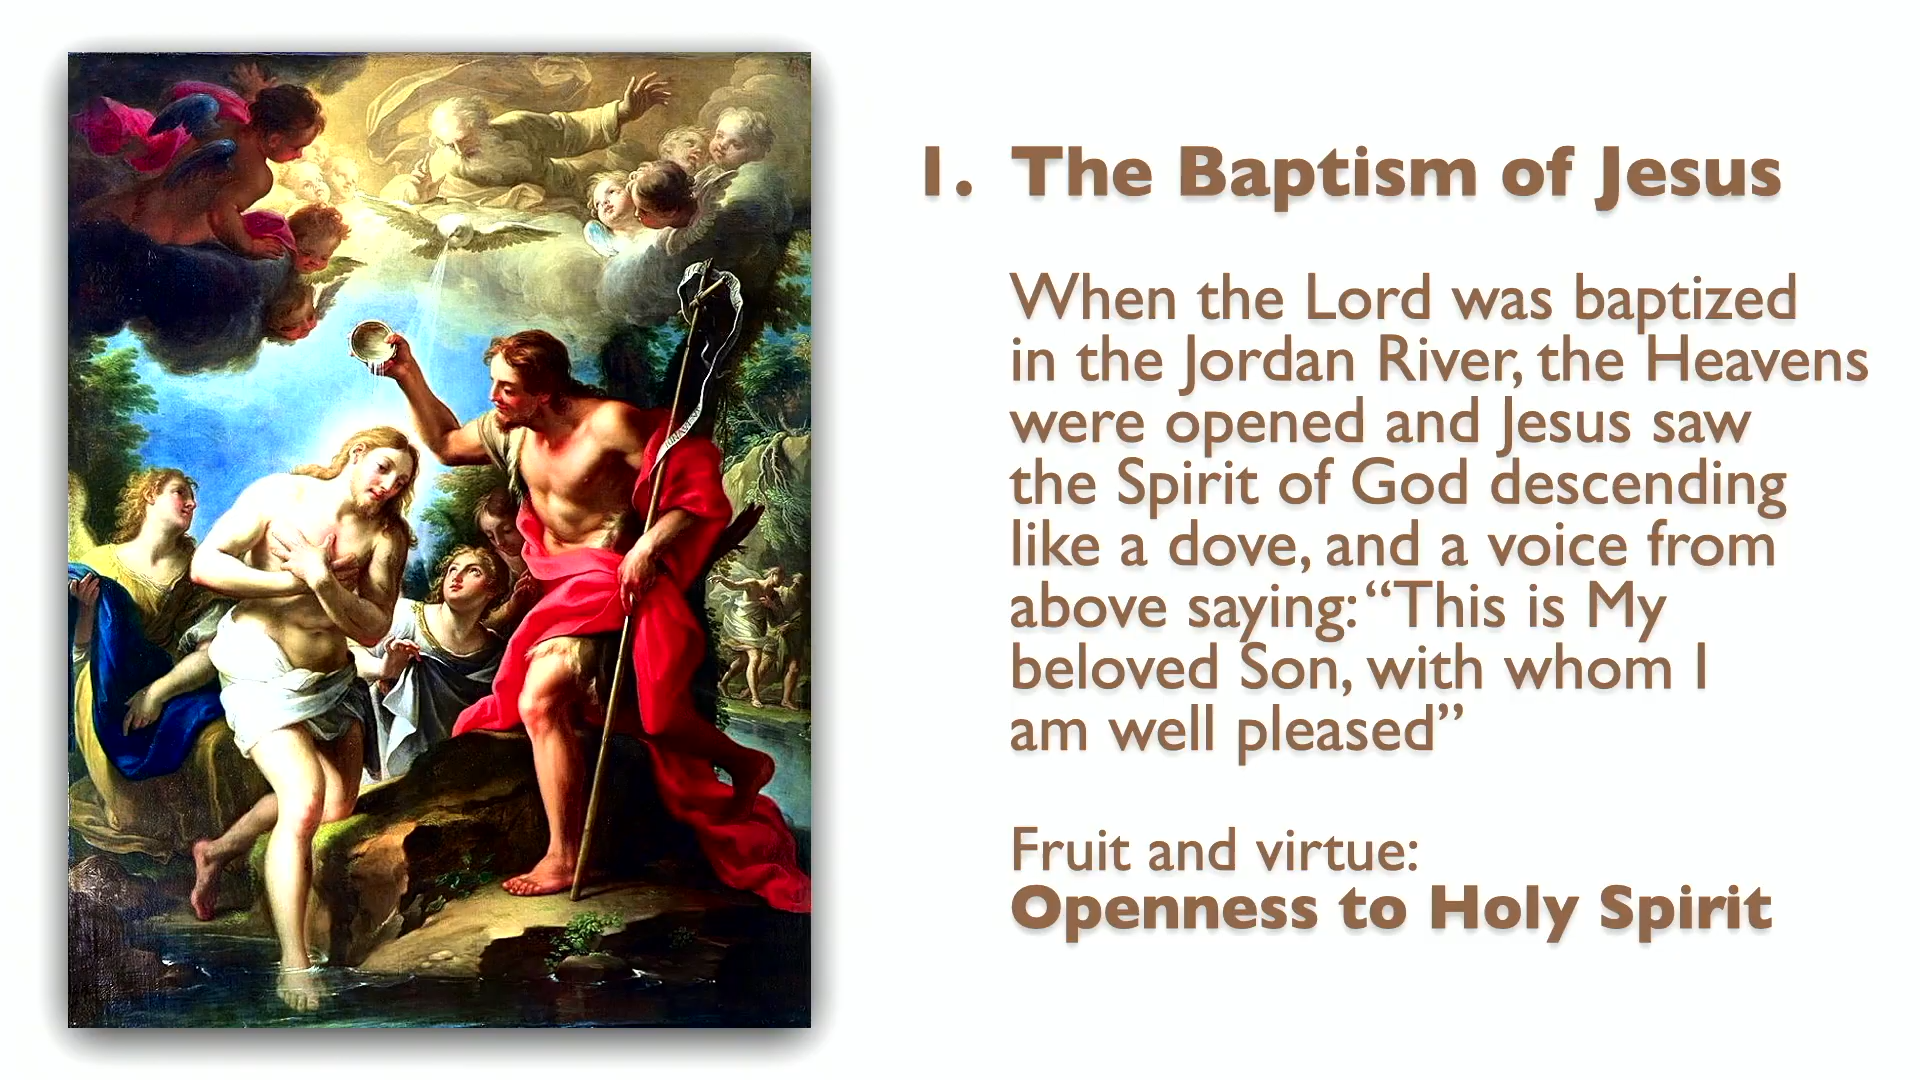 1. The Baptism of Jesus
When the Lord was baptized
in the Jordan River, the Heavens
were opened and Jesus saw
the Spirit of God descending
like a dove, and a voice from
above saying: “This is My
beloved Son, with whom I
am well pleased”
Fruit and virtue:
Openness to Holy Spirit